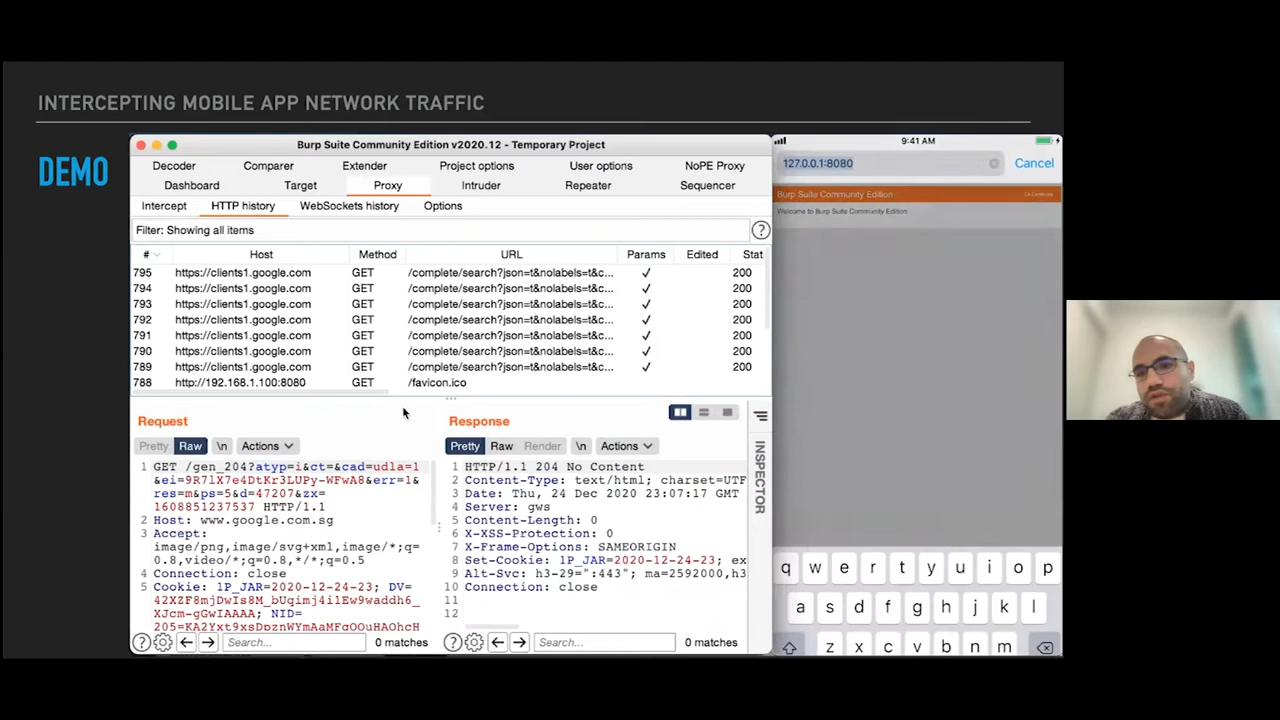 INTERCEPTING MOBILE APP NETWORK TRAFFIC
DEMO
Burp Suite Community Edition v2020.12 - Temporary Project
Decoder Comparer Extender Project options User options NoPE Proxy
Dashboard Target Proxy Intruder Repeater Sequencer
Intercept HTTP history WebSockets history Options
Filter: Showing all items ?
# Host Method URL Params Edited Stat
795 https://clients1.google.com GET /complete/search?json=t&nolabels=t&c... ✓ 200
794 https://clients1.google.com GET /complete/search?json=t&nolabels=t&c... ✓ 200
793 https://clients1.google.com GET /complete/search?json=t&nolabels=t&c... ✓ 200
792 https://clients1.google.com GET /complete/search?json=t&nolabels=t&c... ✓ 200
791 https://clients1.google.com GET /complete/search?json=t&nolabels=t&c... ✓ 200
790 https://clients1.google.com GET /complete/search?json=t&nolabels=t&c... ✓ 200
789 https://clients1.google.com GET /complete/search?json=t&nolabels=t&c... ✓ 200
788 http://192.168.1.100:8080 GET /favicon.ico
Request
Pretty Raw \n Actions
1 GET /gen_204?atyp=i&ct=&cad=udla=1
&ei=9R7lX7e4DtKr3LUPy-WFwA8&err=1&
res=m&ps=5&d=47207&zx=
1608851237537 HTTP/1.1
2 Host: www.google.com.sg
3 Accept:
image/png,image/svg+xml,image/*;q=
0.8,video/*;q=0.8,*/*;q=0.5
4 Connection: close
5 Cookie: 1P_JAR=2020-12-24-23; DV=
42XZF8mjDwIs8M_bUqimj4i1Ew9waddh6_
XJcm-gGwIAAAA; NID=
? Search... 0 matches
Response
Pretty Raw Render \n Actions
1 HTTP/1.1 204 No Content
2 Content-Type: text/html; charset=UTF
3 Date: Thu, 24 Dec 2020 23:07:17 GMT
4 Server: gws
5 Content-Length: 0
6 X-XSS-Protection: 0
7 X-Frame-Options: SAMEORIGIN
8 Set-Cookie: 1P_JAR=2020-12-24-23; ex
9 Alt-Svc: h3-29=":443"; ma=2592000,h3
10 Connection: close
11
12
? Search... 0 matches
INSPECTOR
9:41 AM
127.0.0.1:8080 Cancel
Burp Suite Community Edition CA Certificate
Welcome to Burp Suite Community Edition
q w e r t y u i o p
a s d f g h j k l
z x c v b n m